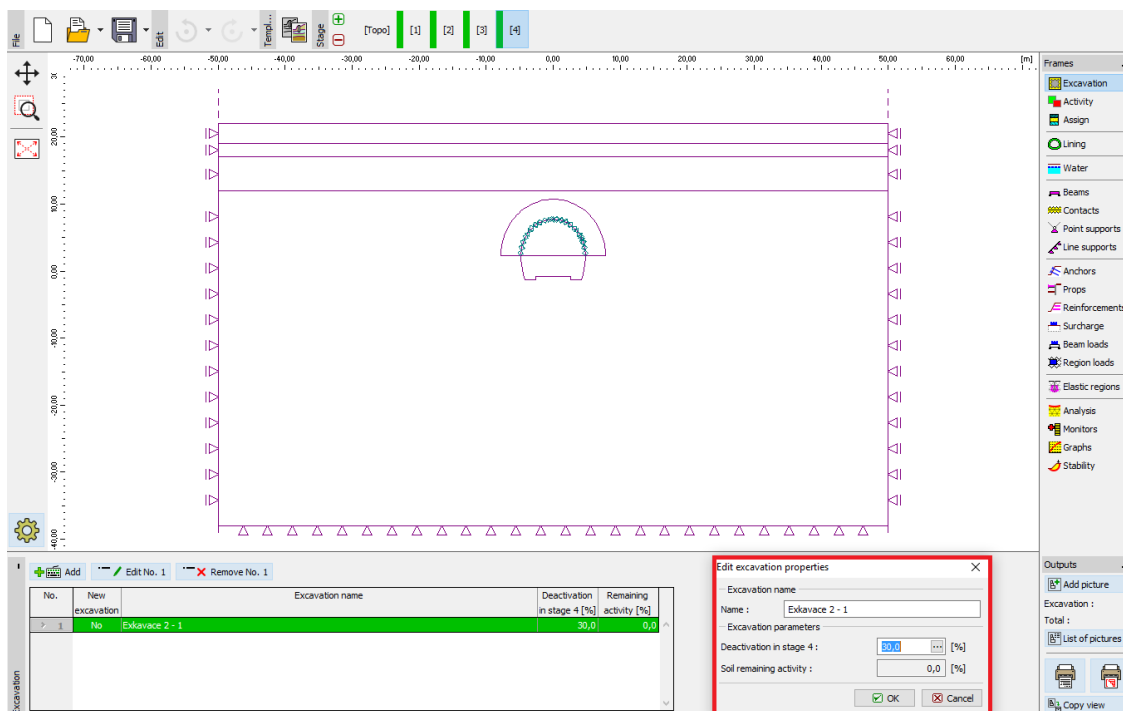 File
Edit
Templ...
Stage
[Topo] [1] [2] [3] [4]
-70,00 -60,00 -50,00 -40,00 -30,00 -20,00 -10,00 0,00 10,00 20,00 30,00 40,00 50,00 60,00 [m]
20,00
10,00
0,00
-10,00
-20,00
-30,00
-40,00
Frames
Excavation
Activity
Assign
Lining
Water
Beams
Contacts
Point supports
Line supports
Anchors
Props
Reinforcements
Surcharge
Beam loads
Region loads
Elastic regions
Analysis
Monitors
Graphs
Stability
Excavation
Add Edit No. 1 Remove No. 1
No. New excavation Excavation name Deactivation in stage 4 [%] Remaining activity [%]
1 No Exkavace 2 - 1 30,0 0,0
Edit excavation properties
Excavation name
Name : Exkavace 2 - 1
Excavation parameters
Deactivation in stage 4 : 30,0 ... [%]
Soil remaining activity : 0,0 [%]
OK Cancel
Outputs
Add picture
Excavation :
Total :
List of pictures
Copy view